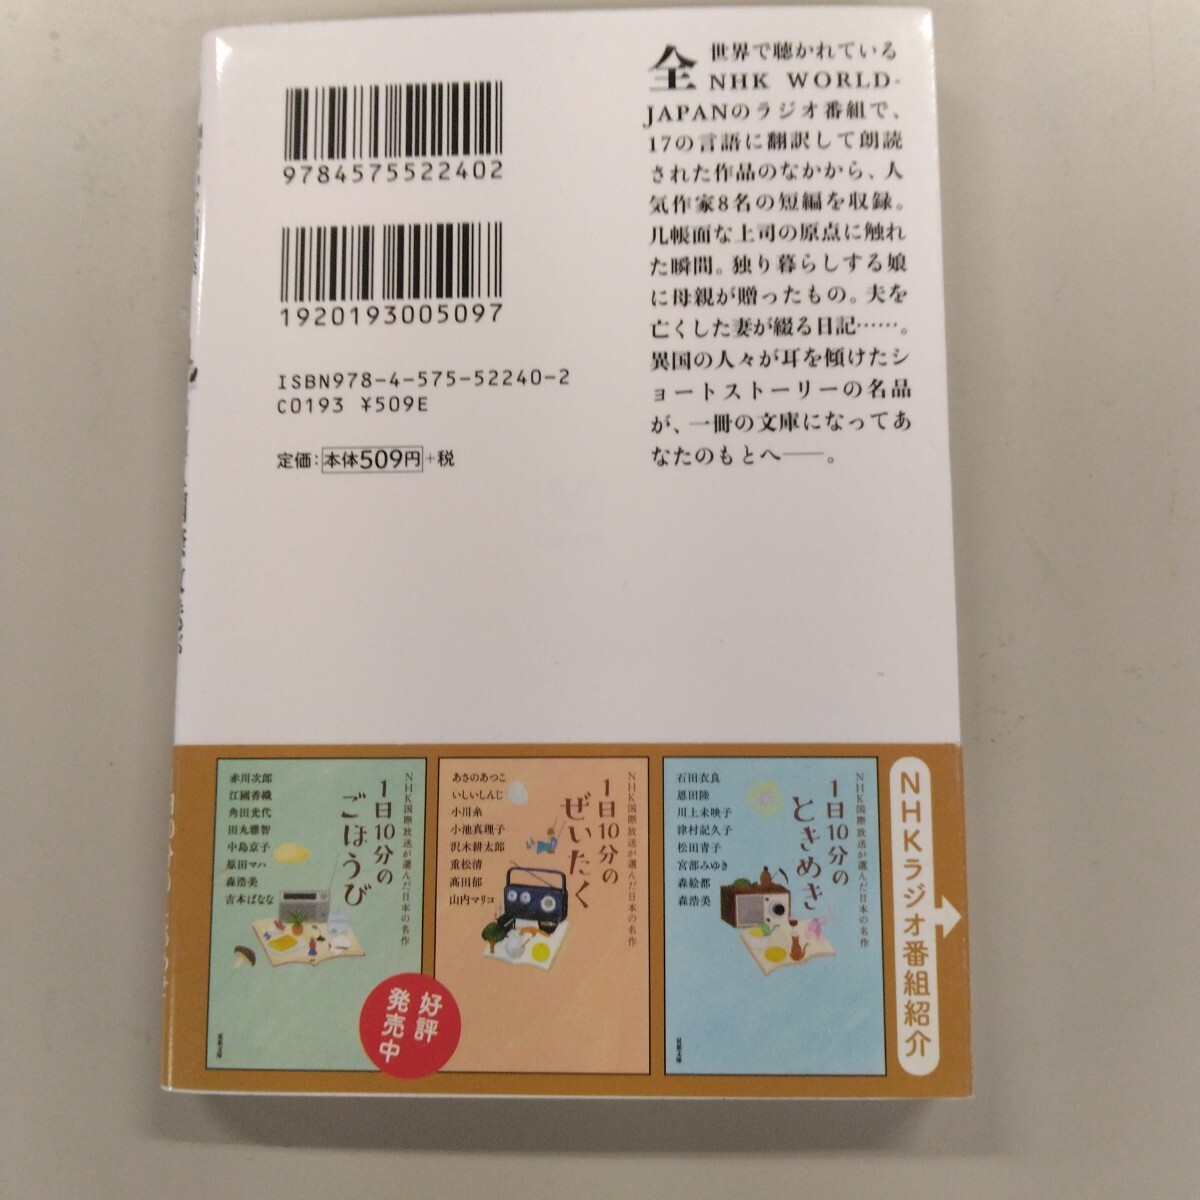 9784575522402
1920193005097
ISBN978-4-575-52240-2
C0193 ¥509E
定価：本体509円+税
全世界で聴かれている
NHK WORLD-
JAPANのラジオ番組で、
17の言語に翻訳して朗読
された作品のなかから、人
気作家8名の短編を収録。
几帳面な上司の原点に触れ
た瞬間。独り暮らしする娘
に母親が贈ったもの。夫を
亡くした妻が綴る日記……。
異国の人々が耳を傾けたシ
ョートストーリーの名品
が、一冊の文庫になってあ
なたのもとへ――。
NHK国際放送が選んだ日本の名作
1日10分の
ごほうび
赤川次郎
江國香織
角田光代
田丸雅智
中島京子
原田マハ
森浩美
吉本ばなな
双葉文庫
好評
発売中
NHK国際放送が選んだ日本の名作
1日10分の
ぜいたく
あさのあつこ
いしいしんじ
小川糸
小池真理子
沢木耕太郎
重松清
髙田郁
山内マリコ
NHK国際放送が選んだ日本の名作
1日10分の
ときめき
石田衣良
恩田陸
川上未映子
津村記久子
松田青子
宮部みゆき
森絵都
森浩美
双葉文庫
NHKラジオ番組紹介